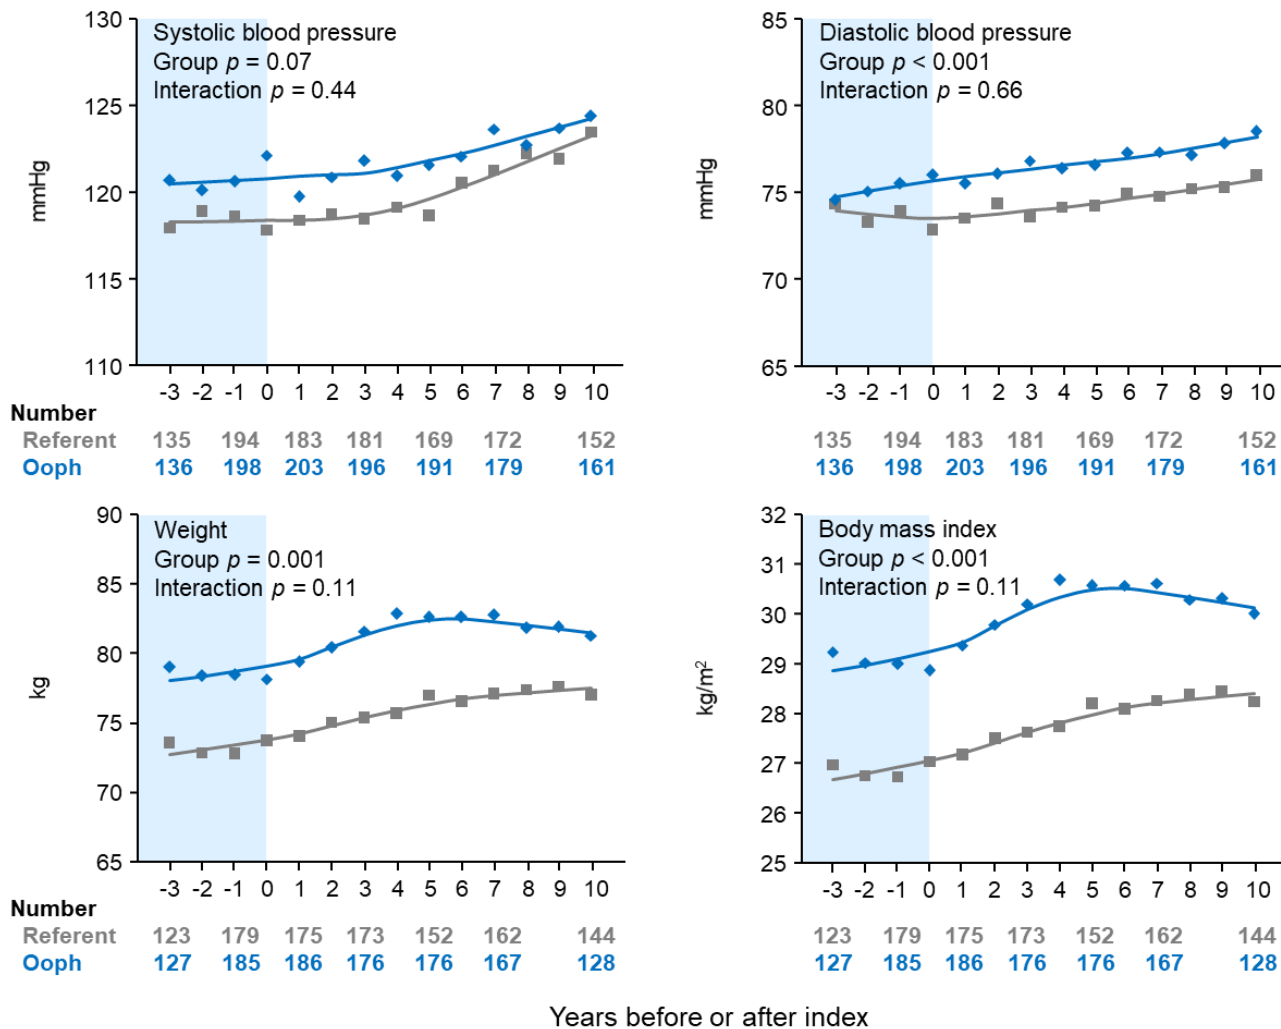 Systolic blood pressure
Group p = 0.07
Interaction p = 0.44
mmHg
130
125
120
115
110
-3 -2 -1 0 1 2 3 4 5 6 7 8 9 10
Diastolic blood pressure
Group p < 0.001
Interaction p = 0.66
mmHg
85
80
75
70
65
-3 -2 -1 0 1 2 3 4 5 6 7 8 9 10
Number
Referent 135 194 183 181 169 172 152
Ooph 136 198 203 196 191 179 161
135 194 183 181 169 172 152
136 198 203 196 191 179 161
Weight
Group p = 0.001
Interaction p = 0.11
kg
90
85
80
75
70
65
-3 -2 -1 0 1 2 3 4 5 6 7 8 9 10
Body mass index
Group p < 0.001
Interaction p = 0.11
kg/m²
32
31
30
29
28
27
26
25
-3 -2 -1 0 1 2 3 4 5 6 7 8 9 10
Number
Referent 123 179 175 173 152 162 144
Ooph 127 185 186 176 176 167 128
123 179 175 173 152 162 144
127 185 186 176 176 167 128
Years before or after index